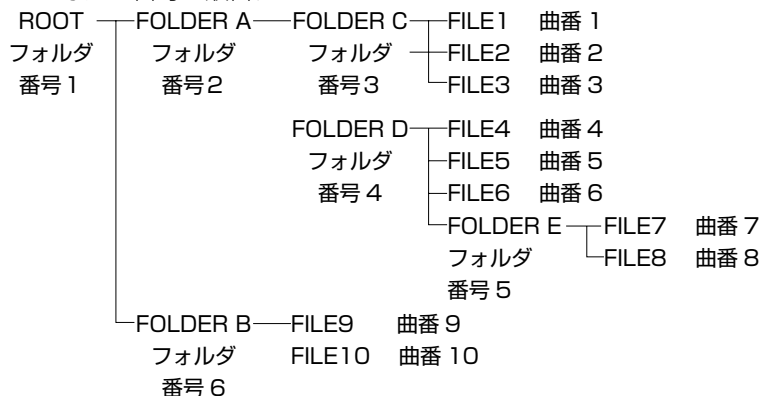 ROOT FOLDER A FOLDER C FILE1 曲番 1
フォルダ フォルダ フォルダ FILE2 曲番 2
番号 1 番号2 番号3 FILE3 曲番 3
FOLDER D FILE4 曲番 4
フォルダ FILE5 曲番 5
番号 4 FILE6 曲番 6
FOLDER E FILE7 曲番 7
フォルダ FILE8 曲番 8
番号 5
FOLDER B FILE9 曲番 9
フォルダ FILE10 曲番 10
番号 6